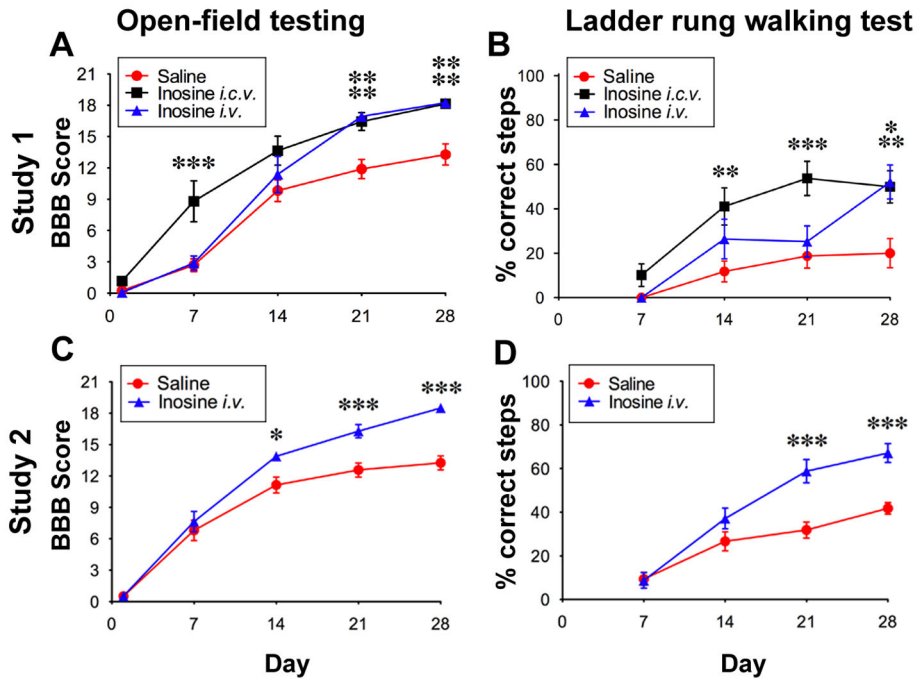 Open-field testing
Ladder rung walking test
Study 1
A
BBB Score
21
18
15
12
9
6
3
0
Saline
Inosine i.c.v.
Inosine i.v.
***
**
**
**
**
0 7 14 21 28
B
% correct steps
100
80
60
40
20
0
Saline
Inosine i.c.v.
Inosine i.v.
**
***
*
**
0 7 14 21 28
Study 2
C
BBB Score
21
18
15
12
9
6
3
0
Saline
Inosine i.v.
*
***
***
0 7 14 21 28
Day
D
% correct steps
100
80
60
40
20
0
Saline
Inosine i.v.
***
***
0 7 14 21 28
Day